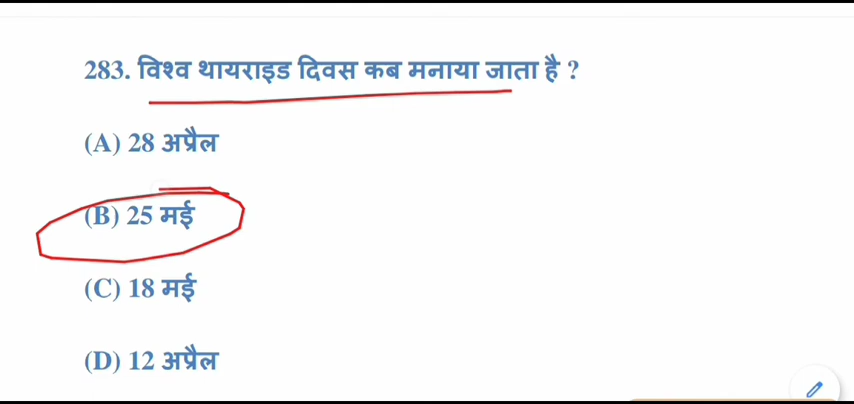 283. विश्व थायराइड दिवस कब मनाया जाता है ?
(A) 28 अप्रैल
(B) 25 मई
(C) 18 मई
(D) 12 अप्रैल